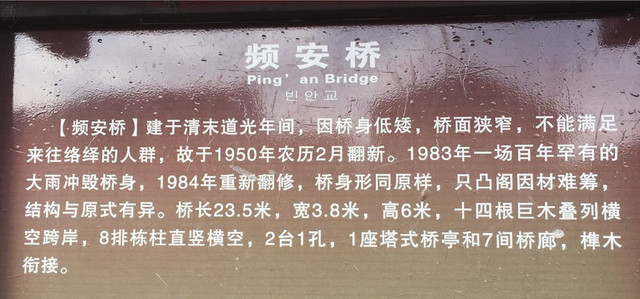 频安桥
Ping'an Bridge
빈안교
【频安桥】建于清末道光年间，因桥身低矮，桥面狭窄，不能满足
来往络绎的人群，故于1950年农历2月翻新。1983年一场百年罕有的
大雨冲毁桥身，1984年重新翻修，桥身形同原样，只凸阁因材难筹，
结构与原式有异。桥长23.5米，宽3.8米，高6米，十四根巨木叠列横
空跨岸，8排栋柱直竖横空，2台1孔，1座塔式桥亭和7间桥廊，榫木
衔接。